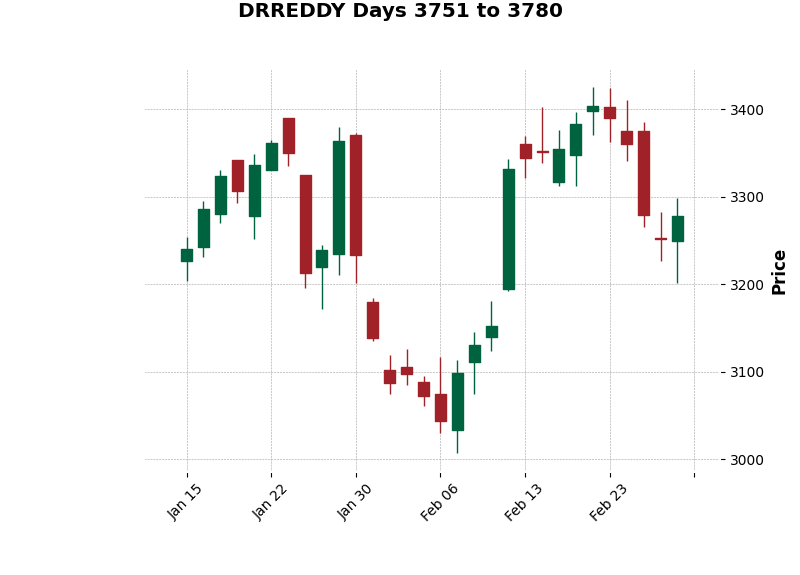 DRREDDY Days 3751 to 3780
3400
3300
3200
3100
3000
Price
Jan 15
Jan 22
Jan 30
Feb 06
Feb 13
Feb 23